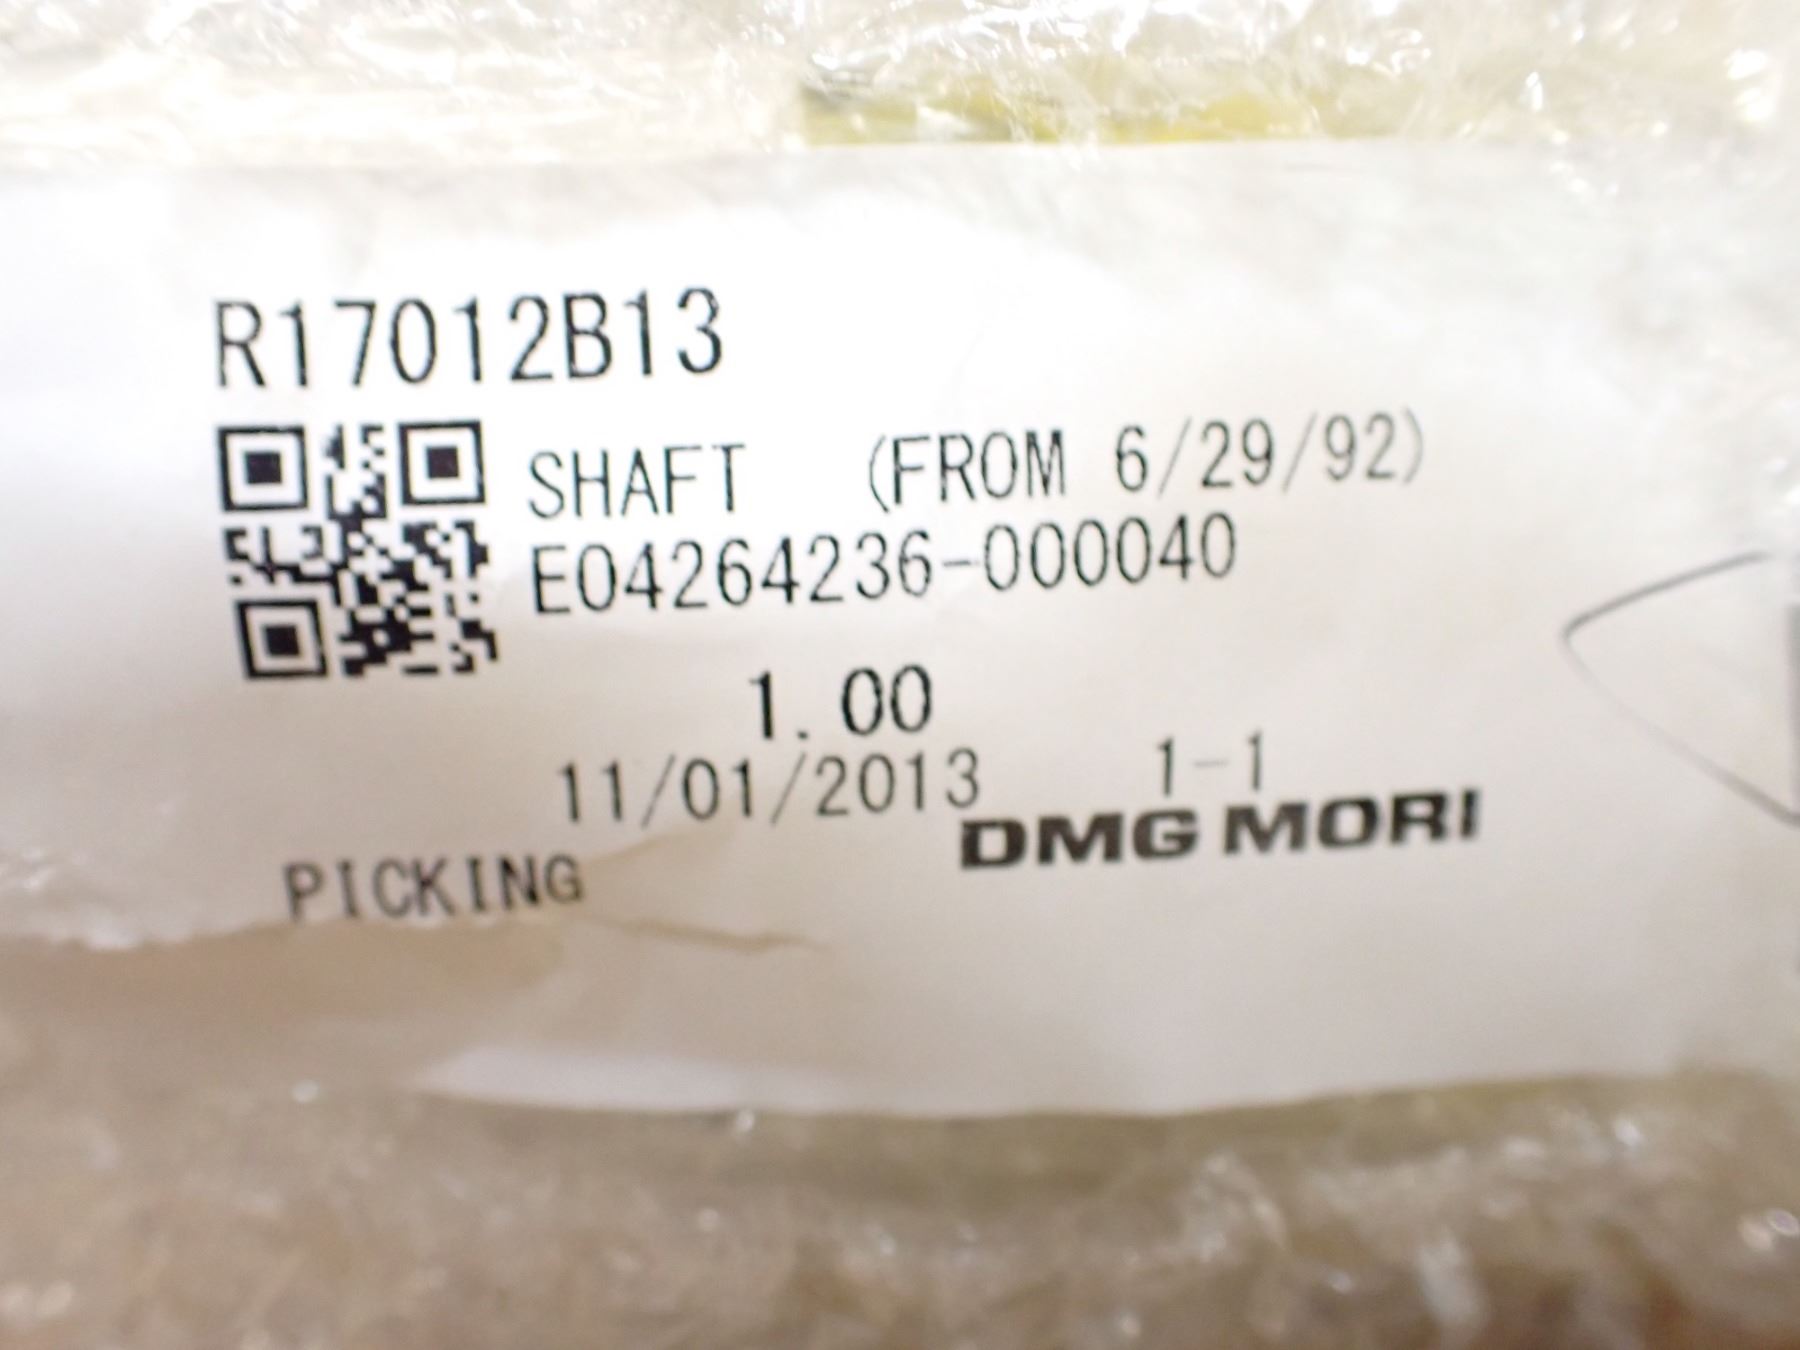 R17012B13
SHAFT (FROM 6/29/92)
E04264236-000040
1.00
11/01/2013 1-1
DMG MORI
PICKING